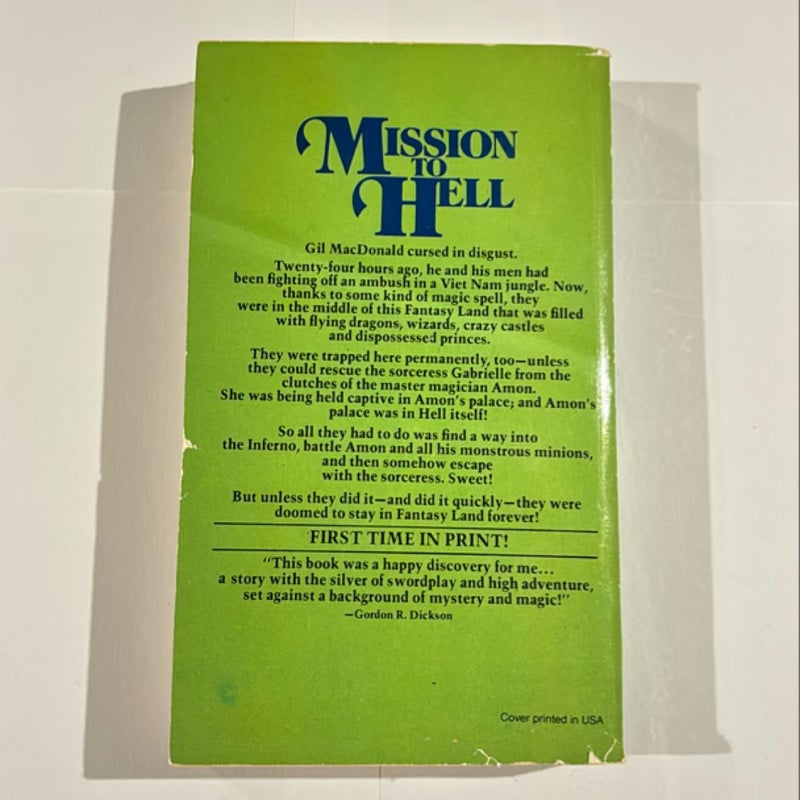 MISSION
TO
HELL
Gil MacDonald cursed in disgust.
Twenty-four hours ago, he and his men had
been fighting off an ambush in a Viet Nam jungle. Now,
thanks to some kind of magic spell, they
were in the middle of this Fantasy Land that was filled
with flying dragons, wizards, crazy castles
and dispossessed princes.
They were trapped here permanently, too—unless
they could rescue the sorceress Gabrielle from the
clutches of the master magician Amon.
She was being held captive in Amon's palace; and Amon's
palace was in Hell itself!
So all they had to do was find a way into
the Inferno, battle Amon and all his monstrous minions,
and then somehow escape
with the sorceress. Sweet!
But unless they did it—and did it quickly—they were
doomed to stay in Fantasy Land forever!
FIRST TIME IN PRINT!
"This book was a happy discovery for me...
a story with the silver of swordplay and high adventure,
set against a background of mystery and magic!"
—Gordon R. Dickson
Cover printed in USA